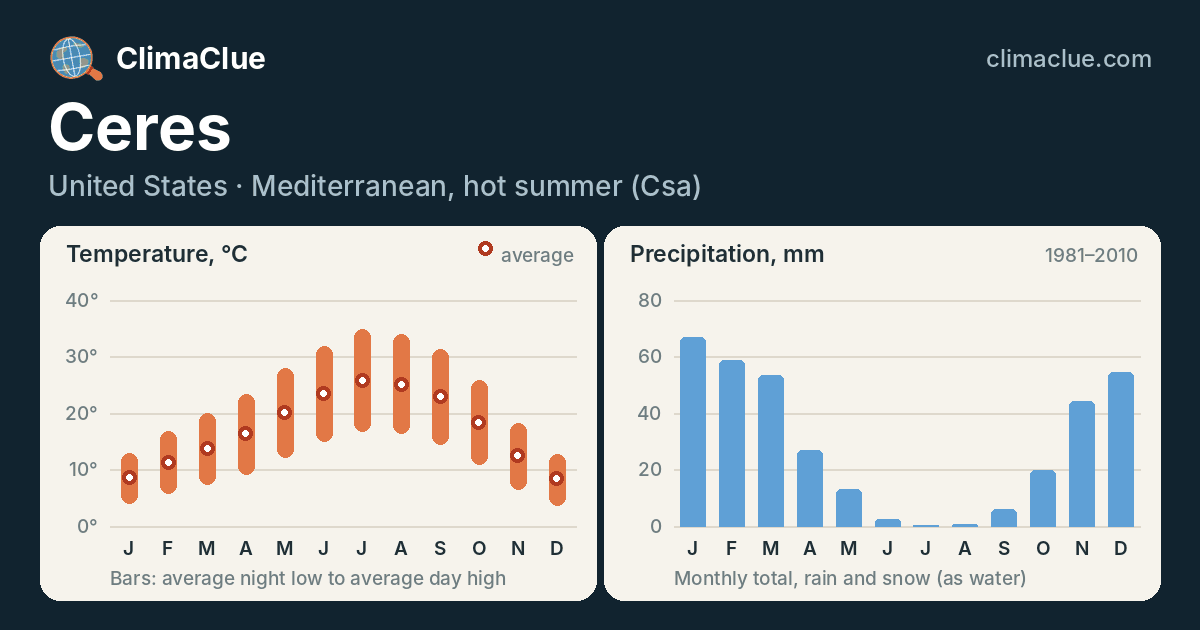 ClimaClue
climaclue.com
Ceres
United States · Mediterranean, hot summer (Csa)
Temperature, °C
average
40°
30°
20°
10°
0°
J F M A M J J A S O N D
Bars: average night low to average day high
Precipitation, mm
1981–2010
80
60
40
20
0
J F M A M J J A S O N D
Monthly total, rain and snow (as water)